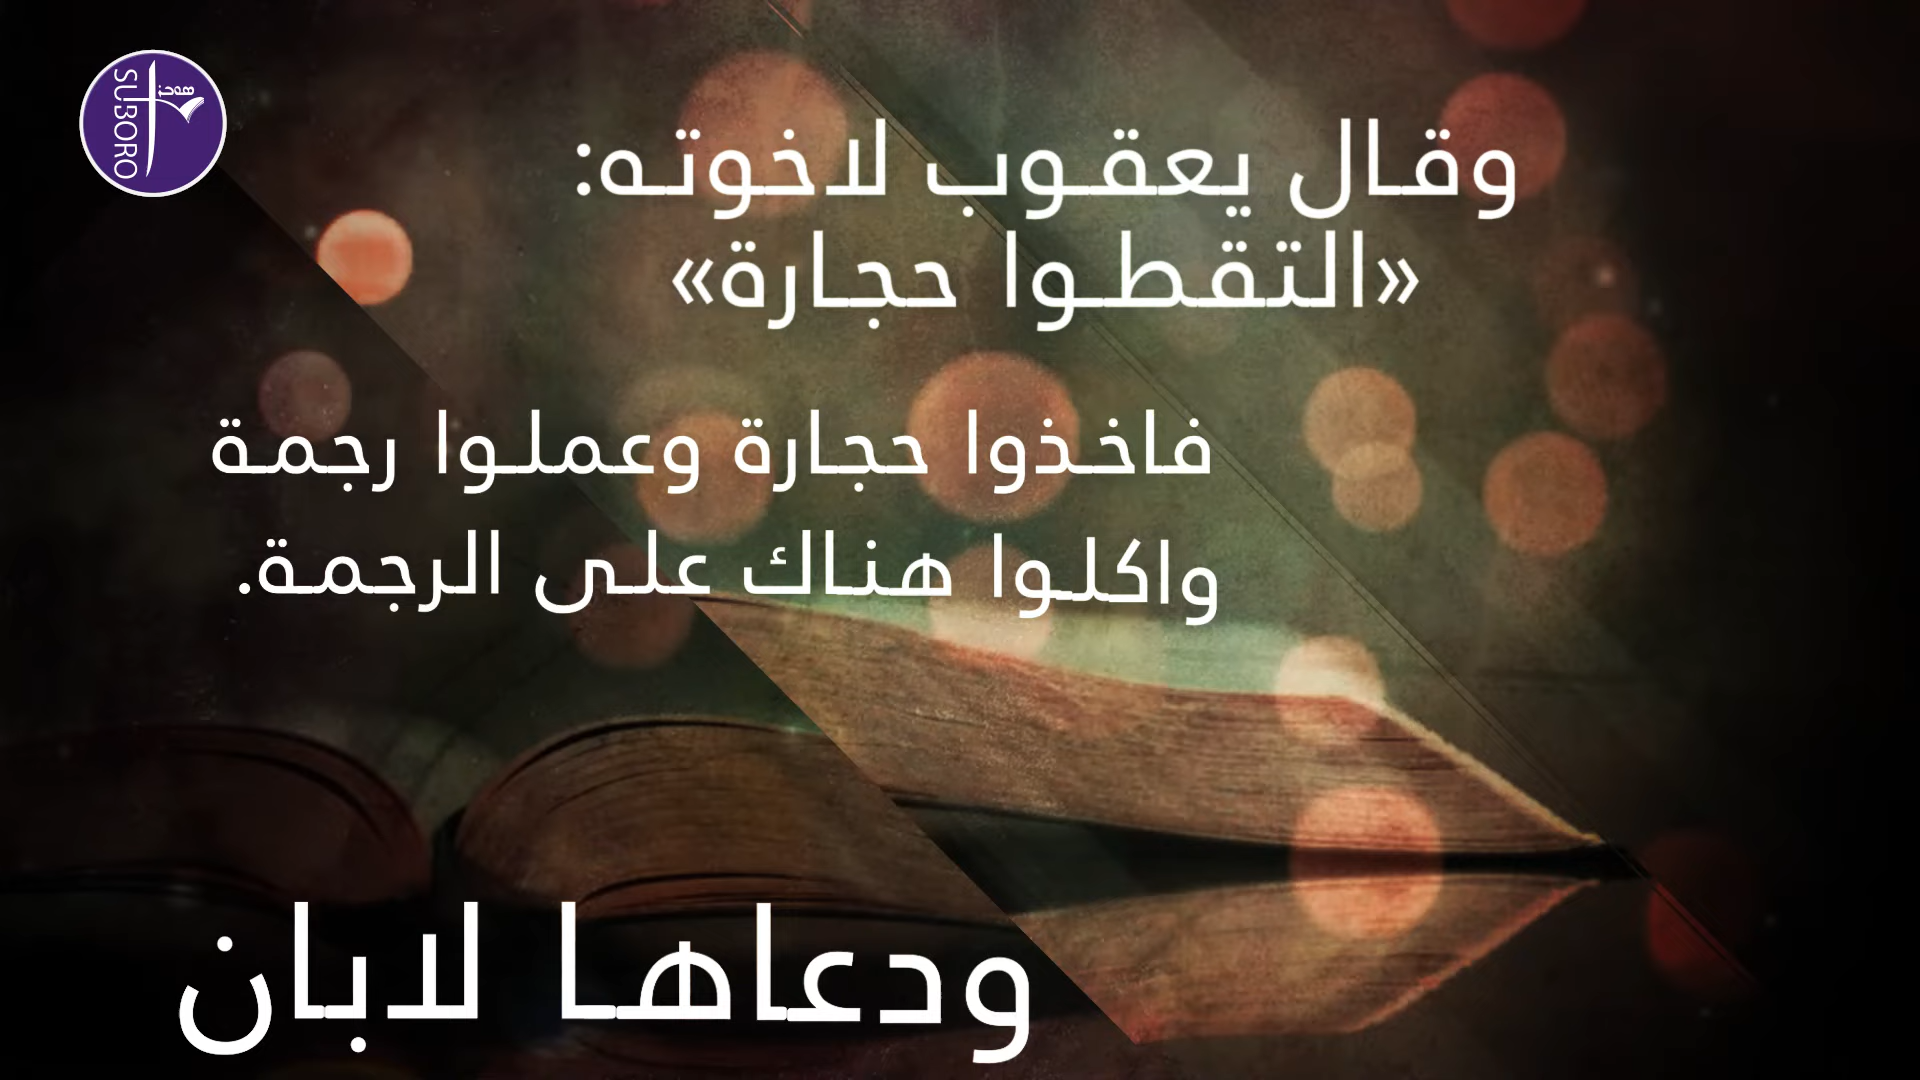 SUBORO
وقال يعقوب لاخوته:
«التقطوا حجارة»
فاخذوا حجارة وعملوا رجمة
واكلوا هناك على الرجمة.
ودعاها لابان